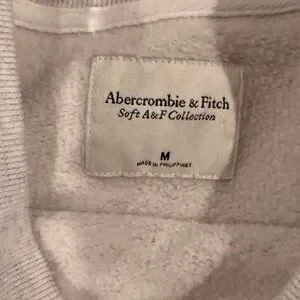 Abercrombie & Fitch
Soft A&F Collection
M
MADE IN PHILIPPINES